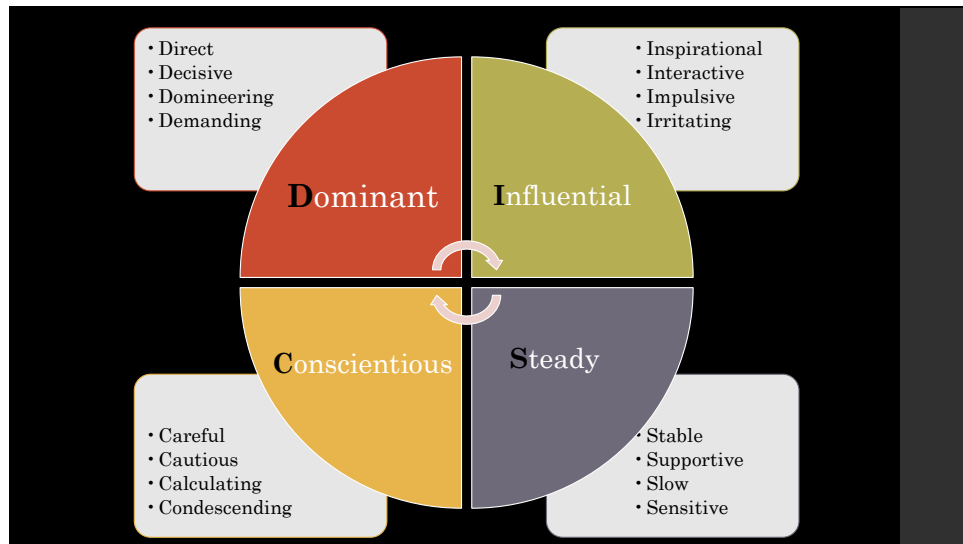 • Direct
• Decisive
• Domineering
• Demanding
• Inspirational
• Interactive
• Impulsive
• Irritating
Dominant
Influential
Conscientious
Steady
• Careful
• Cautious
• Calculating
• Condescending
• Stable
• Supportive
• Slow
• Sensitive